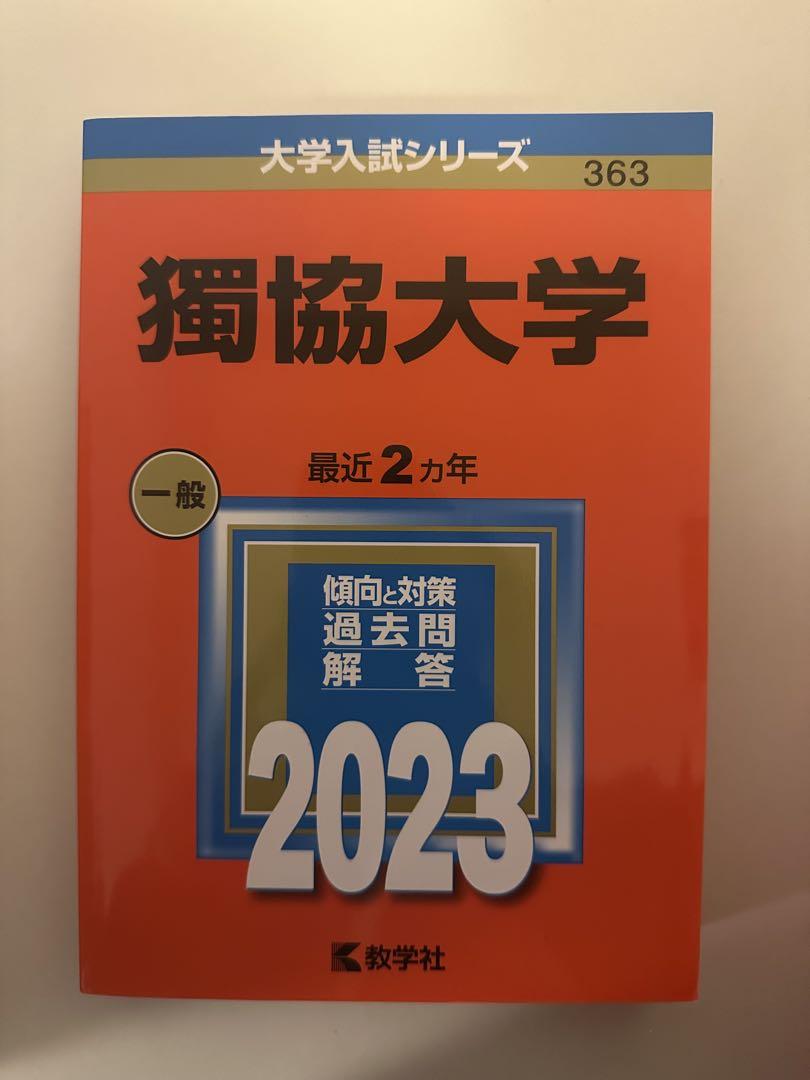 大学入試シリーズ
363
獨協大学
最近2カ年
一般
傾向と対策
過去問
解答
2023
教学社